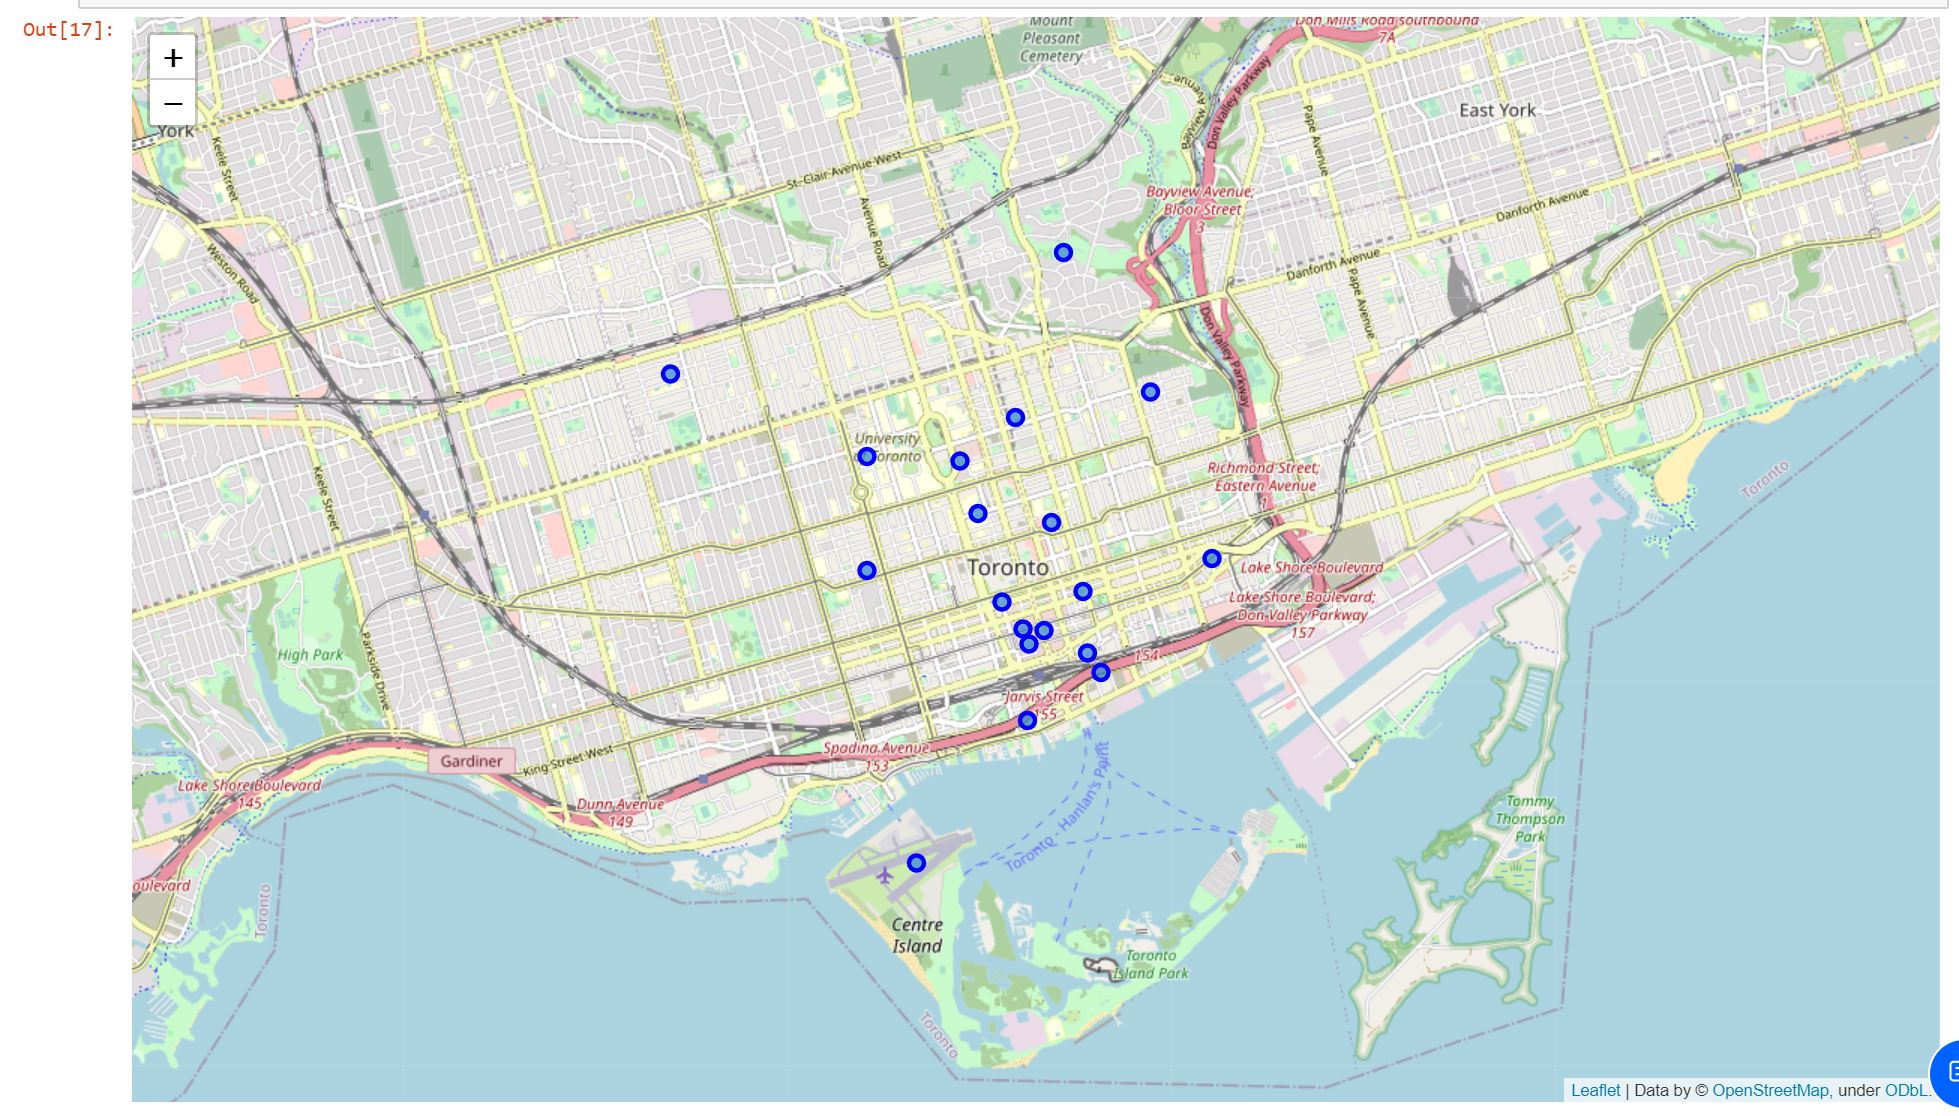 Out[17]:
+
−
Mount
Pleasant
Cemetery
Don Mills Road southbound
7A
York
Keele Street
East York
Bayview Avenue
Don Valley Parkway
Pape Avenue
St. Clair Avenue West
Avenue Road
Bayview Avenue;
Bloor Street
3
Danforth Avenue
Weston Road
Danforth Avenue
Pape Avenue
Don Valley Parkway
University
of Toronto
Richmond Street;
Eastern Avenue
1
Toronto
Keele Street
Toronto
Lake Shore Boulevard
Lake Shore Boulevard;
Don Valley Parkway
157
High Park
Parkside Drive
154
Jarvis Street
155
Spadina Avenue
153
King Street West
Gardiner
Lake Shore Boulevard
145
Dunn Avenue
149
Toronto - Hanlan's Point
Tommy
Thompson
Park
oulevard
Toronto
Centre
Island
Toronto
Island Park
Toronto
Leaflet | Data by © OpenStreetMap, under ODbL.